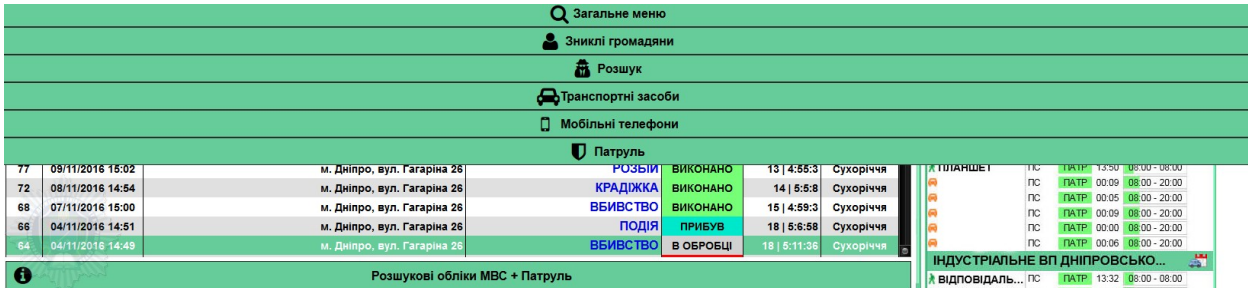 Загальне меню
Зниклі громадяни
Розшук
Транспортні засоби
Мобільні телефони
Патруль
77 09/11/2016 15:02 м. Дніпро, вул. Гагаріна 26 РОЗБІЙ ВИКОНАНО 13 | 4:55:3 Сухоріччя
72 08/11/2016 14:54 м. Дніпро, вул. Гагаріна 26 КРАДІЖКА ВИКОНАНО 14 | 5:5:8 Сухоріччя
68 07/11/2016 15:00 м. Дніпро, вул. Гагаріна 26 ВБИВСТВО ВИКОНАНО 15 | 4:59:3 Сухоріччя
66 04/11/2016 14:51 м. Дніпро, вул. Гагаріна 26 ПОДІЯ ПРИБУВ 18 | 5:6:58 Сухоріччя
64 04/11/2016 14:49 м. Дніпро, вул. Гагаріна 26 ВБИВСТВО В ОБРОБЦІ 18 | 5:11:36 Сухоріччя
Розшукові обліки МВС + Патруль
ПЛАНШЕТ ПС ПАТР 13:50 08:00 - 08:00
ПС ПАТР 00:09 08:00 - 20:00
ПС ПАТР 00:05 08:00 - 20:00
ПС ПАТР 00:09 08:00 - 20:00
ПС ПАТР 00:00 08:00 - 20:00
ПС ПАТР 00:06 08:00 - 20:00
ІНДУСТРІАЛЬНЕ ВП ДНІПРОВСЬКО...
ВІДПОВІДАЛЬ... ПС ПАТР 13:32 08:00 - 08:00